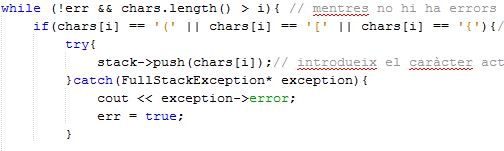 while (!err && chars.length() > i){ // mentres no hi ha errors
if(chars[i] == '(' || chars[i] == '[' || chars[i] == '{'){/
try{
stack->push(chars[i]);// introdueix el caràcter act
}catch(FullStackException* exception){
cout << exception->error;
err = true;
}